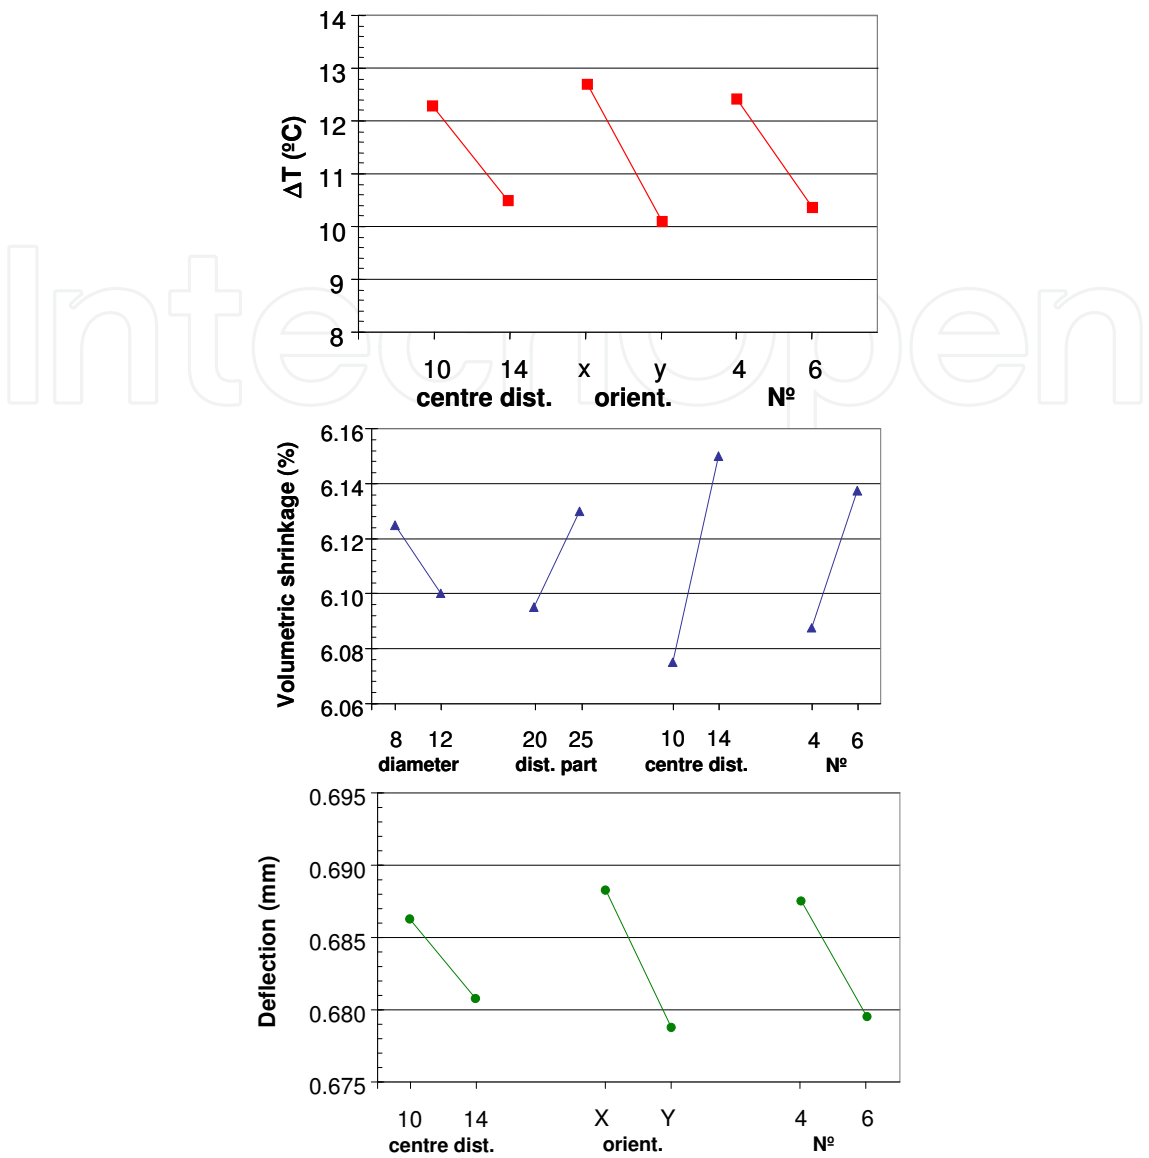 14
13
12
11
10
9
8
ΔT (ºC)
10 14 x y 4 6
centre dist. orient. Nº
IntechOpen
6.16
6.14
6.12
6.10
6.08
6.06
Volumetric shrinkage (%)
8 12 20 25 10 14 4 6
diameter dist. part centre dist. Nº
0.695
0.690
0.685
0.680
0.675
Deflection (mm)
10 14 X Y 4 6
centre dist. orient. Nº